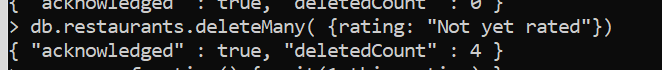 { "acknowledged" : true, "deletedCount" : 0 }
> db.restaurants.deleteMany( {rating: "Not yet rated"})
{ "acknowledged" : true, "deletedCount" : 4 }